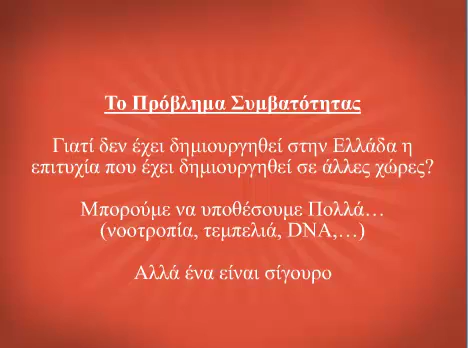 Το Πρόβλημα Συμβατότητας
Γιατί δεν έχει δημιουργηθεί στην Ελλάδα η
επιτυχία που έχει δημιουργηθεί σε άλλες χώρες?
Μπορούμε να υποθέσουμε Πολλά…
(νοοτροπία, τεμπελιά, DNA,…)
Αλλά ένα είναι σίγουρο